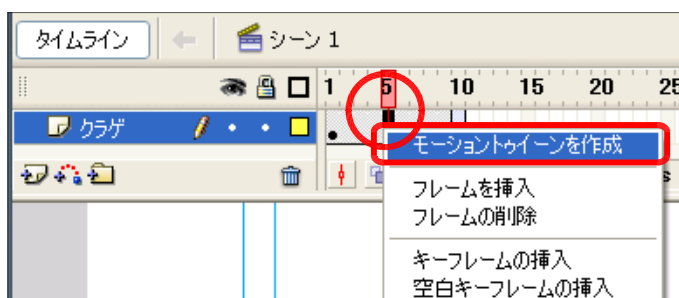 タイムライン シーン 1
1 5 10 15 20 25
クラゲ
モーショントゥイーンを作成
フレームを挿入
フレームの削除
キーフレームの挿入
空白キーフレームの挿入